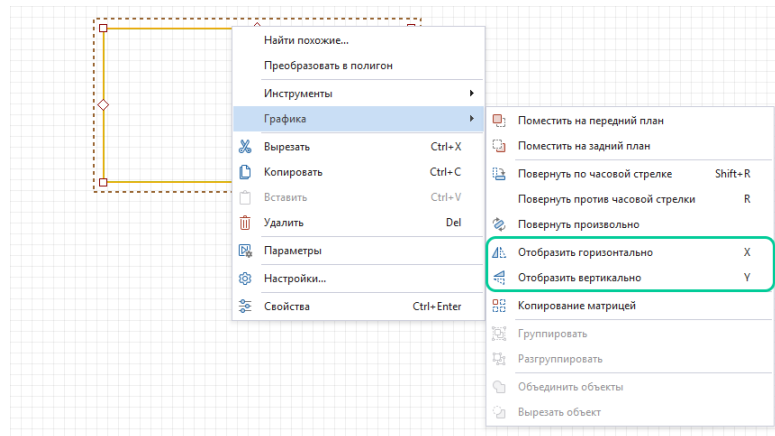 Найти похожие...
Преобразовать в полигон
Инструменты
Графика
Вырезать Ctrl+X
Копировать Ctrl+C
Вставить Ctrl+V
Удалить Del
Параметры
Настройки...
Свойства Ctrl+Enter
Поместить на передний план
Поместить на задний план
Повернуть по часовой стрелке Shift+R
Повернуть против часовой стрелки R
Повернуть произвольно
Отобразить горизонтально X
Отобразить вертикально Y
Копирование матрицей
Группировать
Разгруппировать
Объединить объекты
Вырезать объект